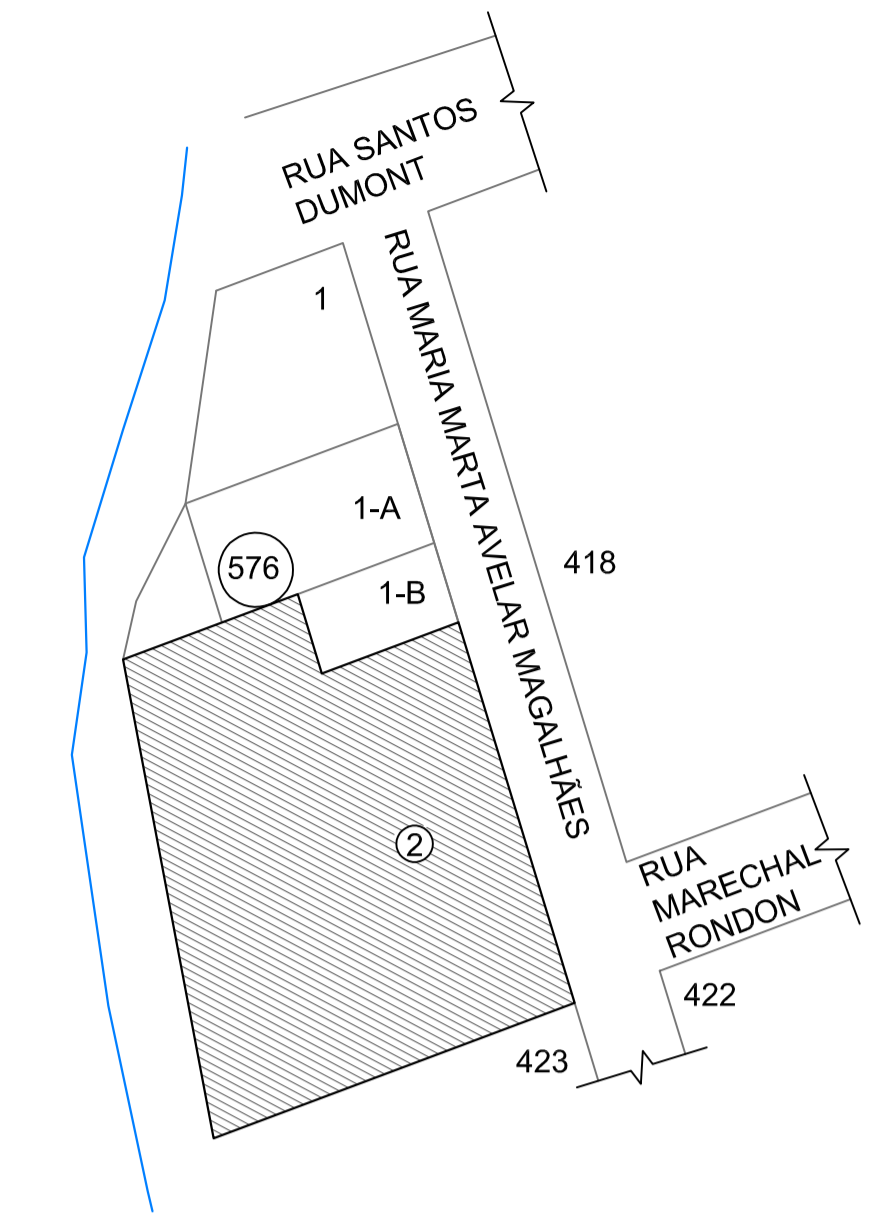 RUA SANTOS
DUMONT
RUA MARIA MARTA AVELAR MAGALHÃES
1
1-A
576
1-B
418
2
RUA
MARECHAL
RONDON
422
423